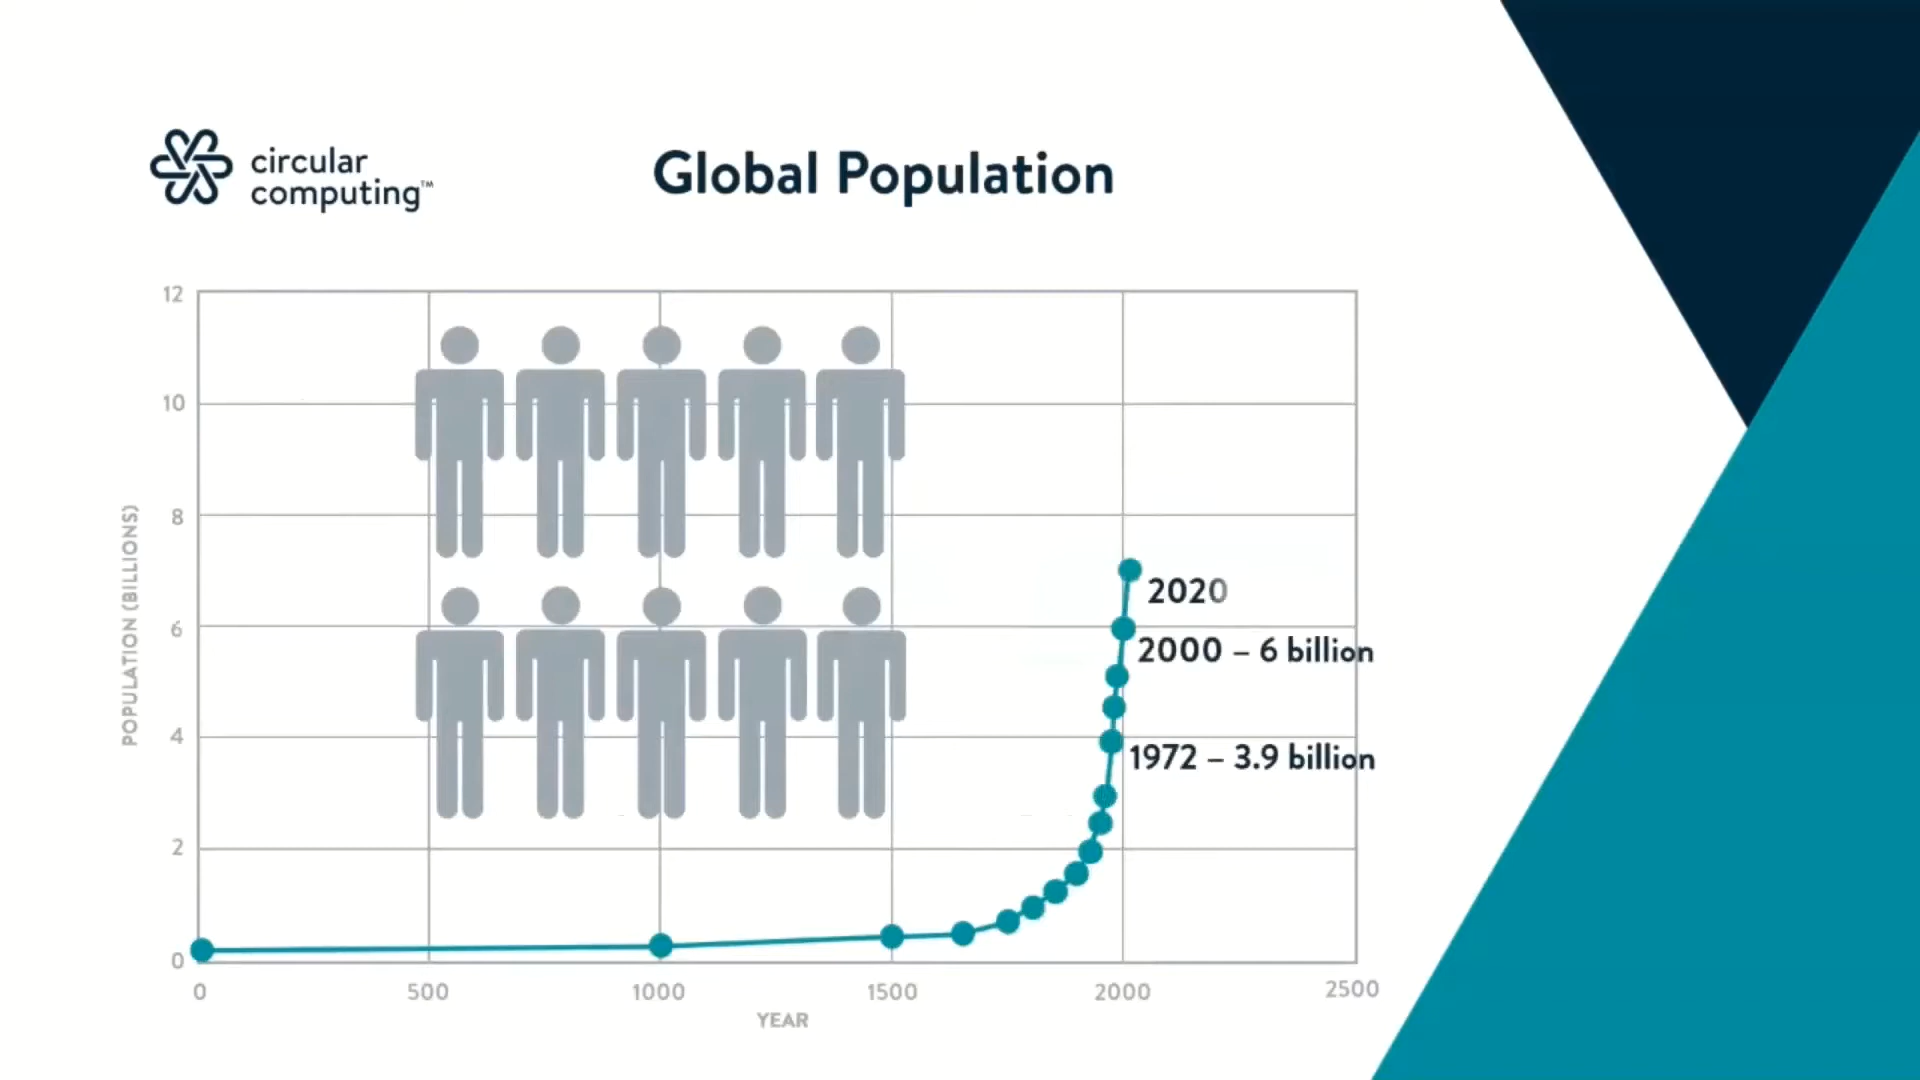 circular
computing™
Global Population
12
10
8
6
4
2
0
POPULATION (BILLIONS)
2020
2000 – 6 billion
1972 – 3.9 billion
0
500
1000
1500
2000
2500
YEAR